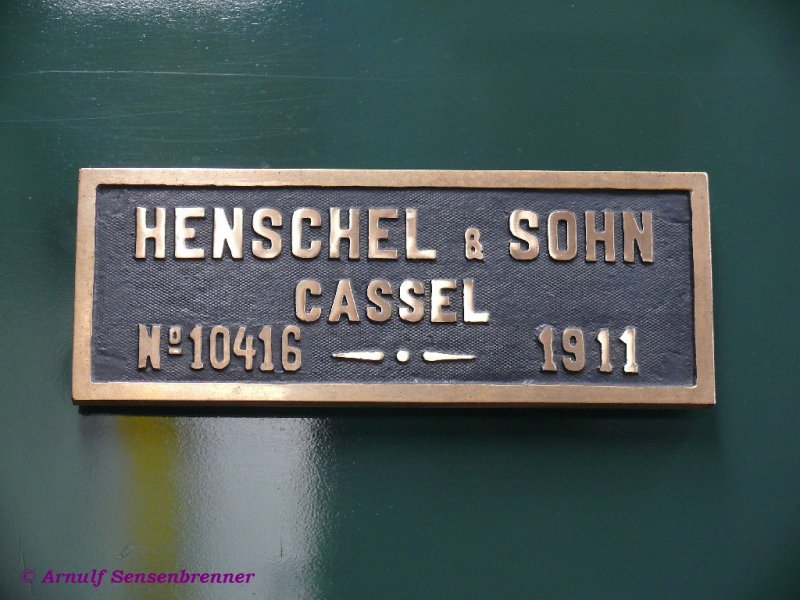 HENSCHEL & SOHN
CASSEL
Nº 10416 1911
© Arnulf Sensenbrenner